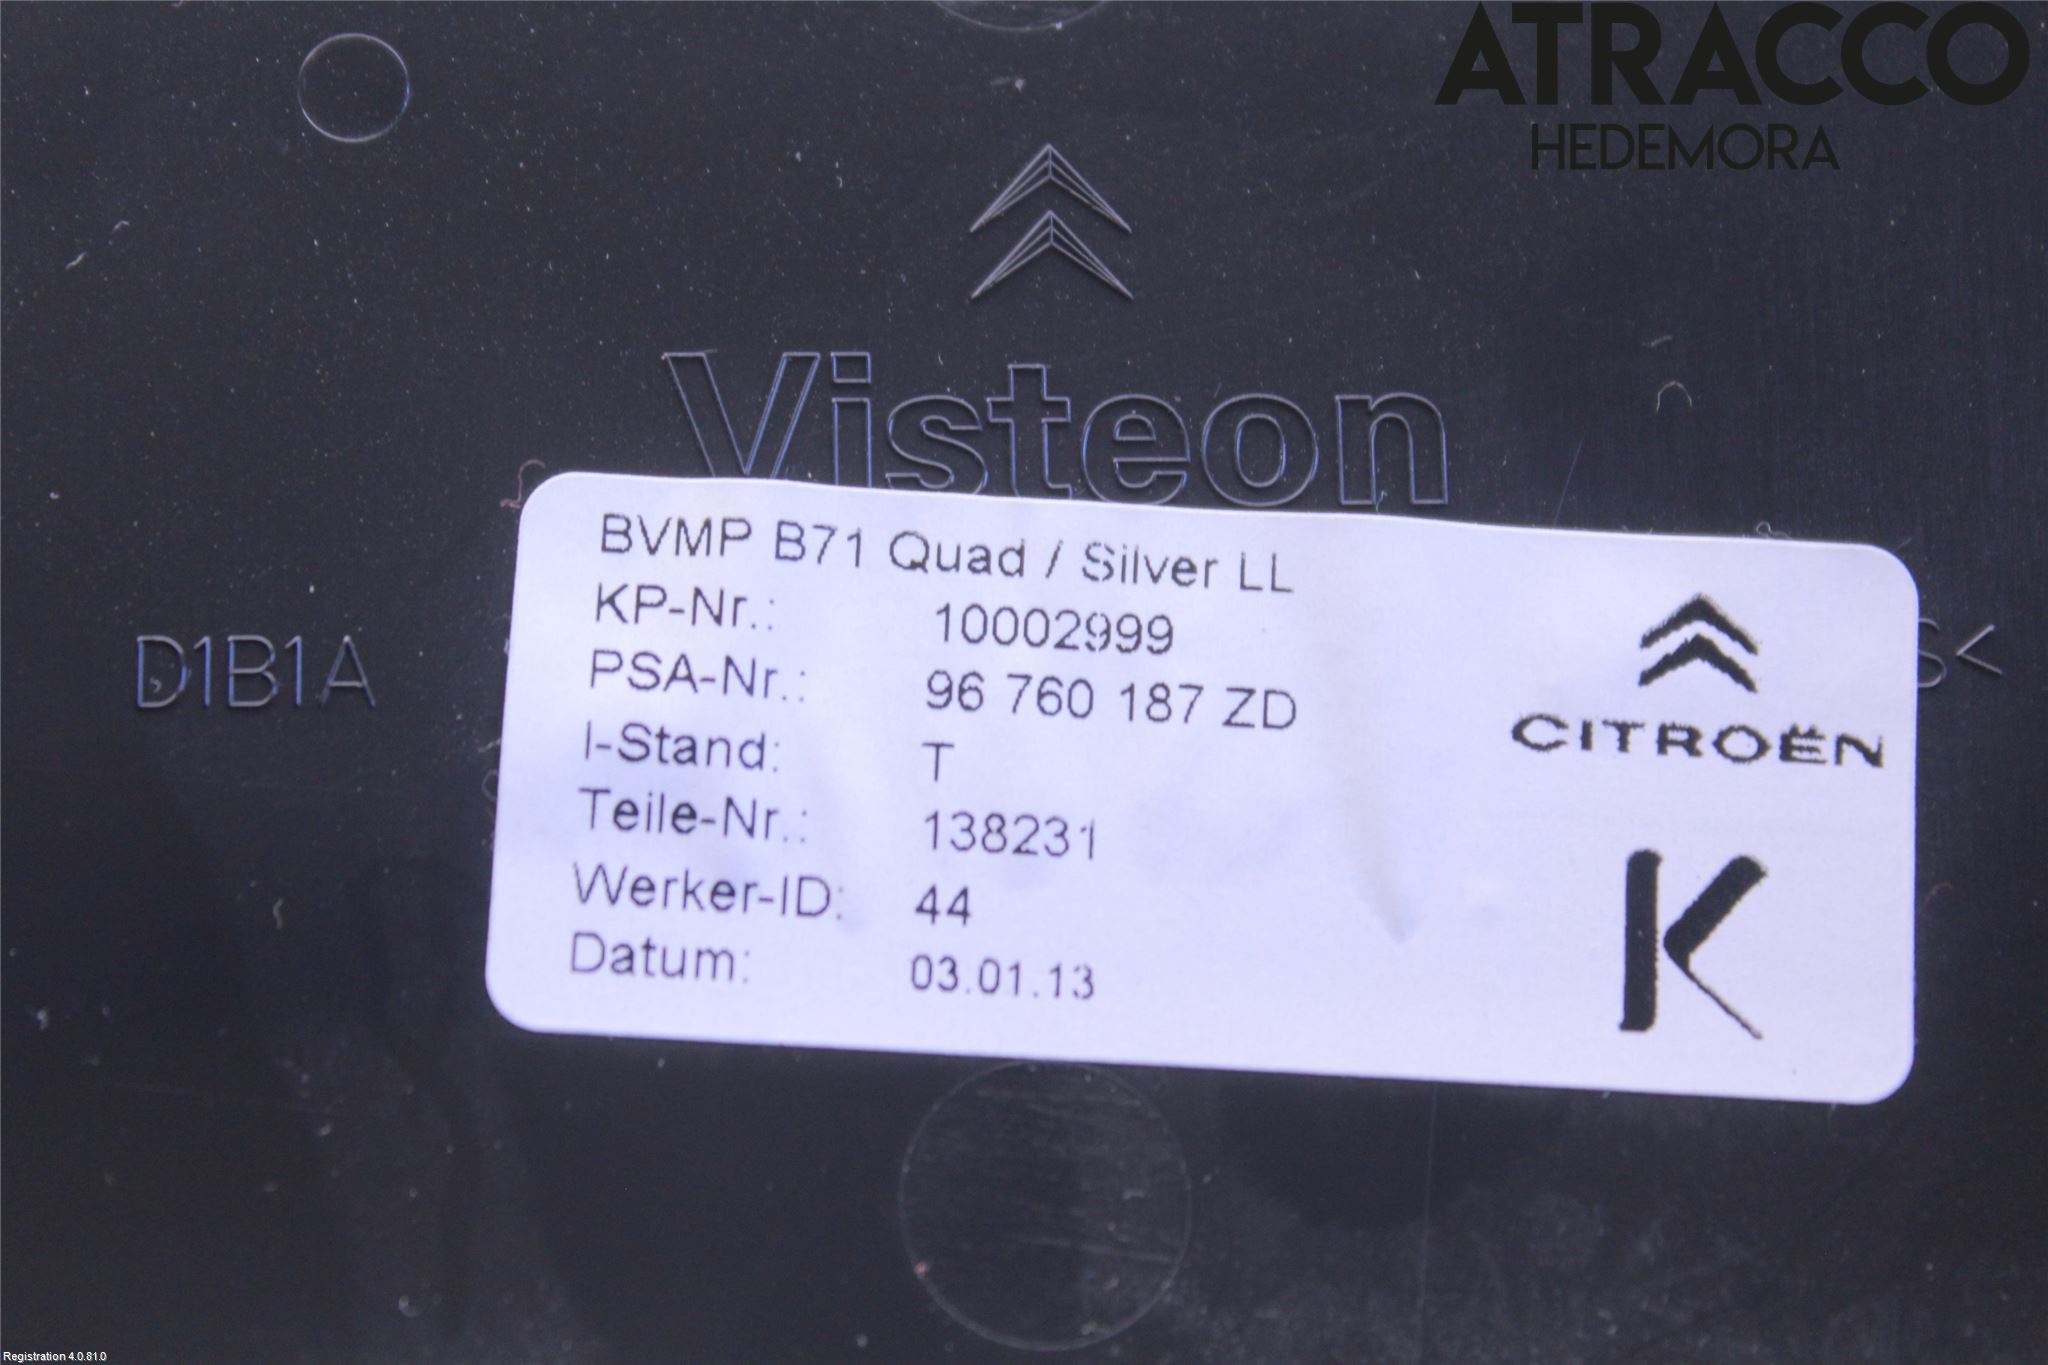 ATRACCO
HEDEMORA
Visteon
D1B1A
BVMP B71 Quad / Silver LL
KP-Nr.: 10002999
PSA-Nr.: 96 760 187 ZD
I-Stand: T
Teile-Nr.: 138231
Werker-ID: 44
Datum: 03.01.13
CITROËN
K
S<
Registration 4.0.81.0